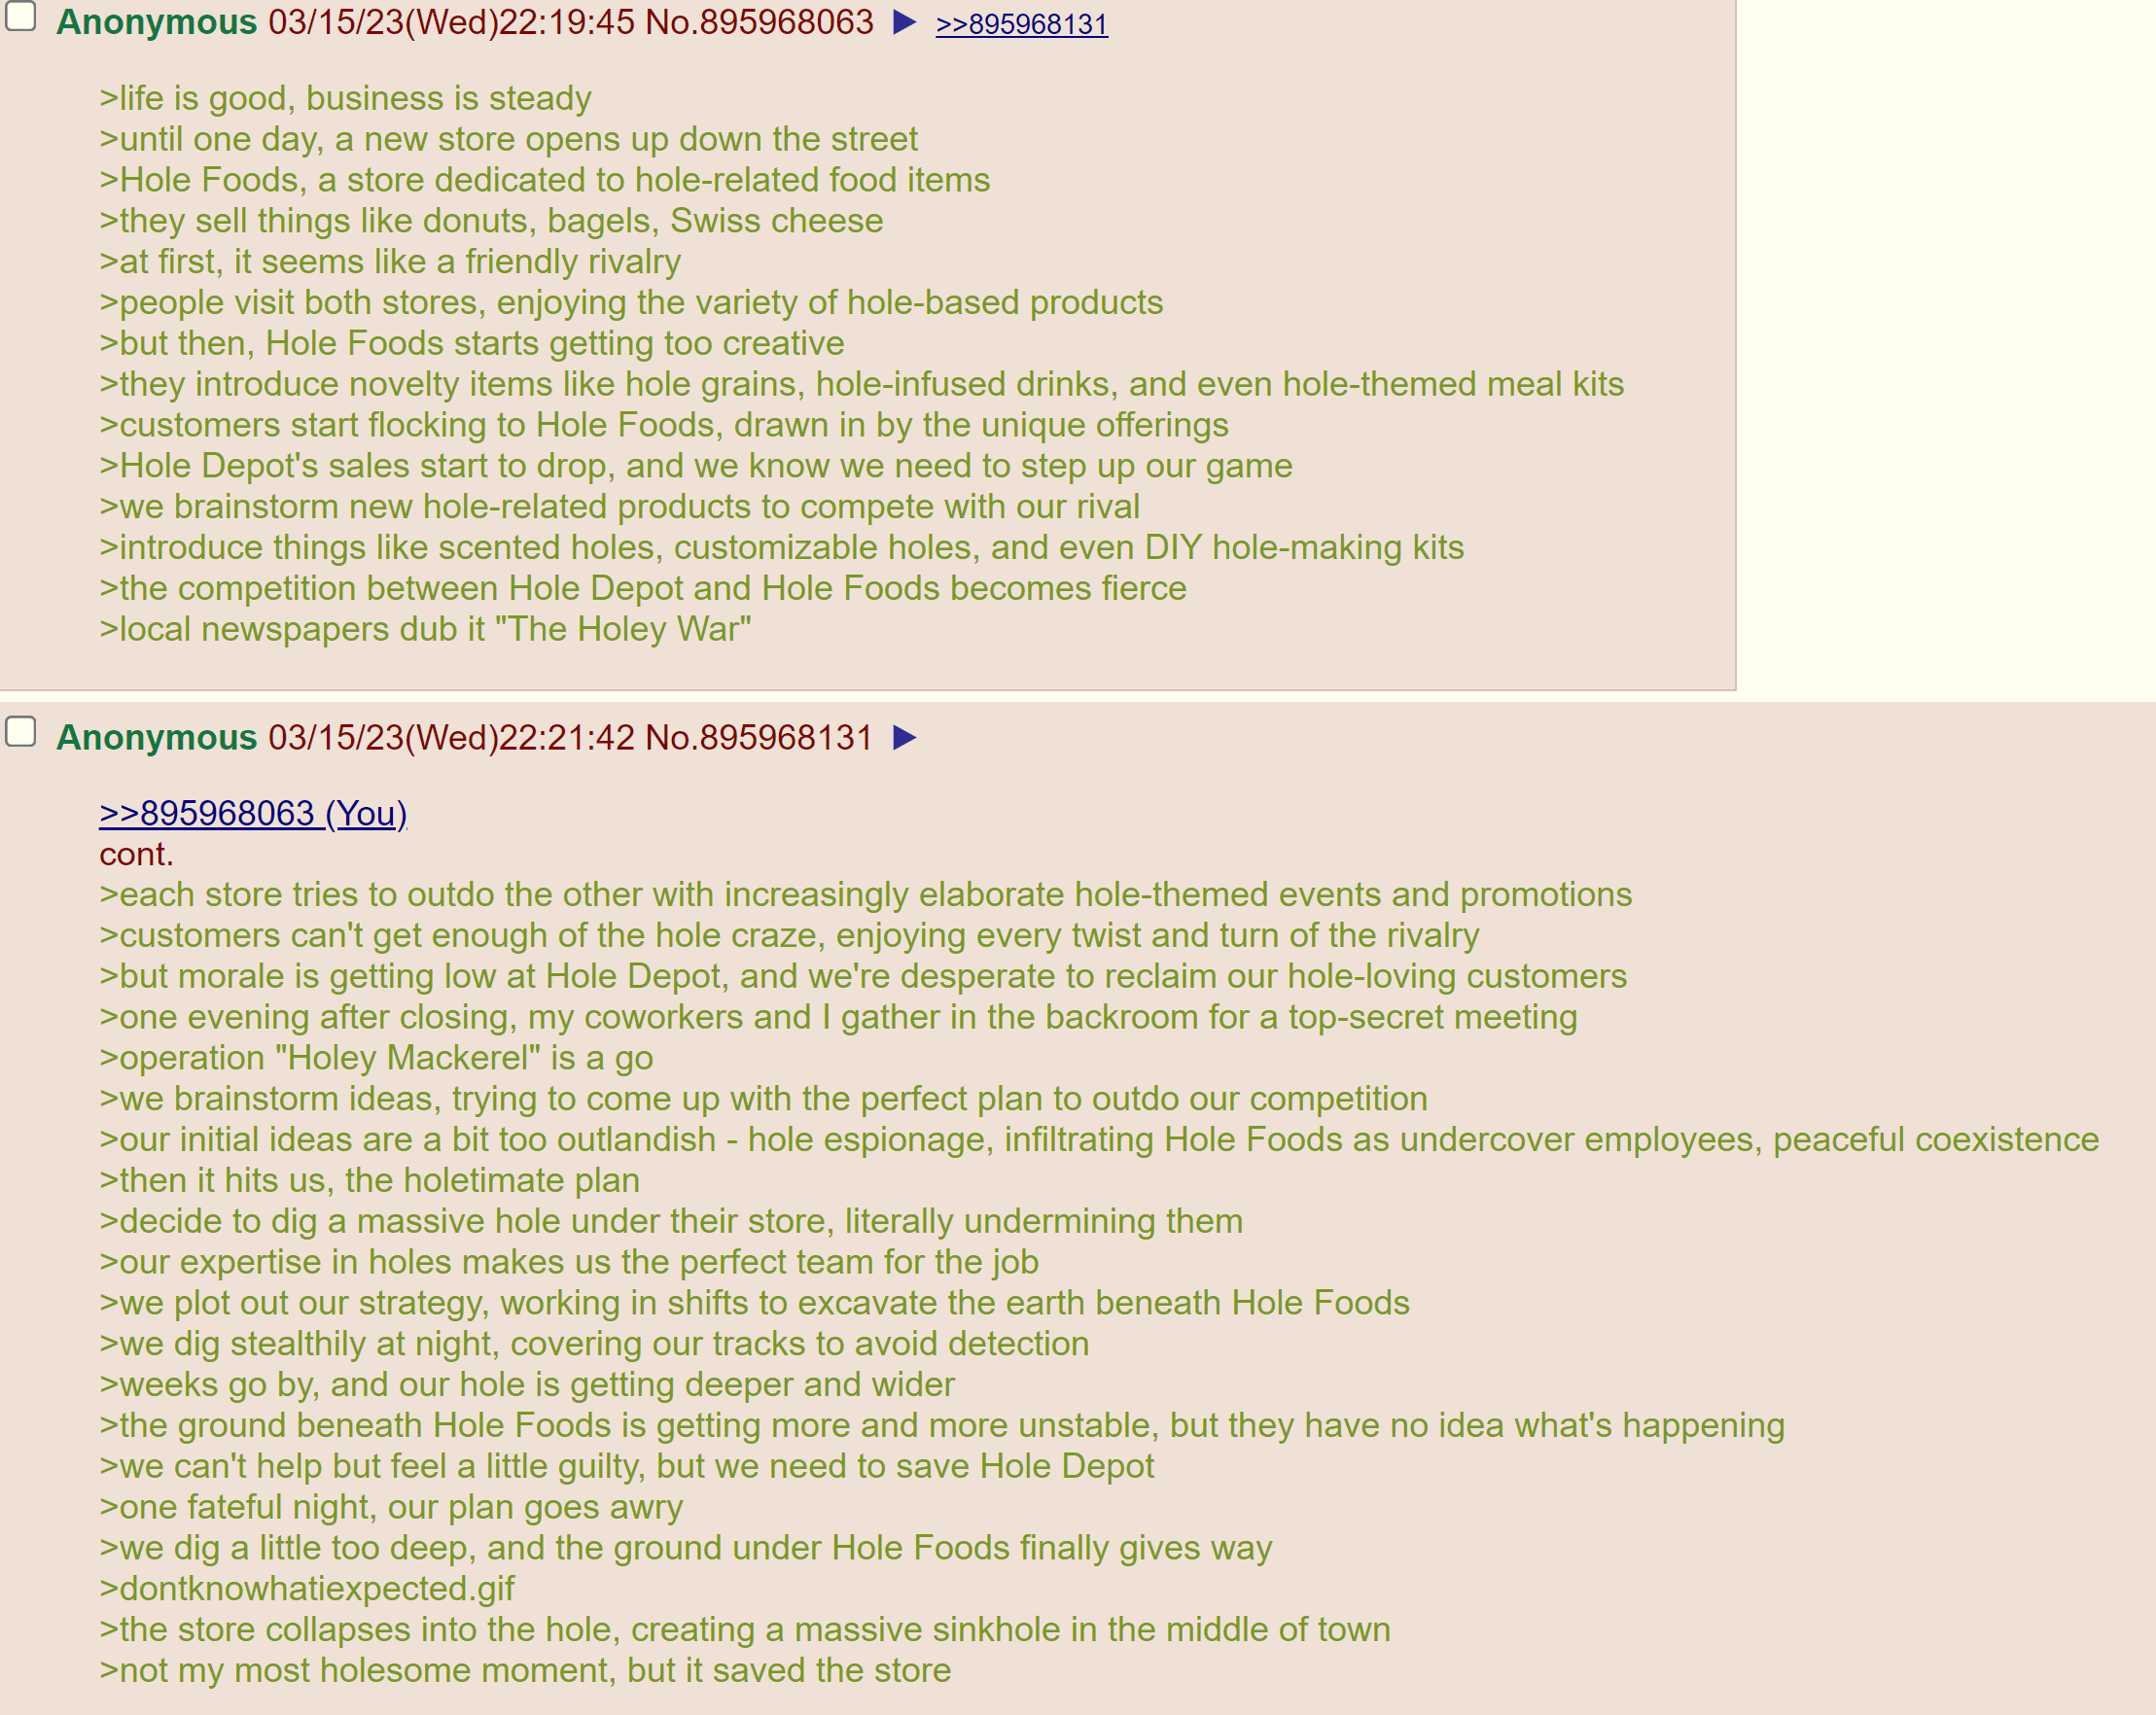 Anonymous 03/15/23(Wed)22:19:45 No.895968063 ▶ >>895968131
>life is good, business is steady
>until one day, a new store opens up down the street
>Hole Foods, a store dedicated to hole-related food items
>they sell things like donuts, bagels, Swiss cheese
>at first, it seems like a friendly rivalry
>people visit both stores, enjoying the variety of hole-based products
>but then, Hole Foods starts getting too creative
>they introduce novelty items like hole grains, hole-infused drinks, and even hole-themed meal kits
>customers start flocking to Hole Foods, drawn in by the unique offerings
>Hole Depot's sales start to drop, and we know we need to step up our game
>we brainstorm new hole-related products to compete with our rival
>introduce things like scented holes, customizable holes, and even DIY hole-making kits
>the competition between Hole Depot and Hole Foods becomes fierce
>local newspapers dub it "The Holey War"
Anonymous 03/15/23(Wed)22:21:42 No.895968131 ▶
>>895968063 (You)
cont.
>each store tries to outdo the other with increasingly elaborate hole-themed events and promotions
>customers can't get enough of the hole craze, enjoying every twist and turn of the rivalry
>but morale is getting low at Hole Depot, and we're desperate to reclaim our hole-loving customers
>one evening after closing, my coworkers and I gather in the backroom for a top-secret meeting
>operation "Holey Mackerel" is a go
>we brainstorm ideas, trying to come up with the perfect plan to outdo our competition
>our initial ideas are a bit too outlandish - hole espionage, infiltrating Hole Foods as undercover employees, peaceful coexistence
>then it hits us, the holetimate plan
>decide to dig a massive hole under their store, literally undermining them
>our expertise in holes makes us the perfect team for the job
>we plot out our strategy, working in shifts to excavate the earth beneath Hole Foods
>we dig stealthily at night, covering our tracks to avoid detection
>weeks go by, and our hole is getting deeper and wider
>the ground beneath Hole Foods is getting more and more unstable, but they have no idea what's happening
>we can't help but feel a little guilty, but we need to save Hole Depot
>one fateful night, our plan goes awry
>we dig a little too deep, and the ground under Hole Foods finally gives way
>dontknowhatiexpected.gif
>the store collapses into the hole, creating a massive sinkhole in the middle of town
>not my most holesome moment, but it saved the store